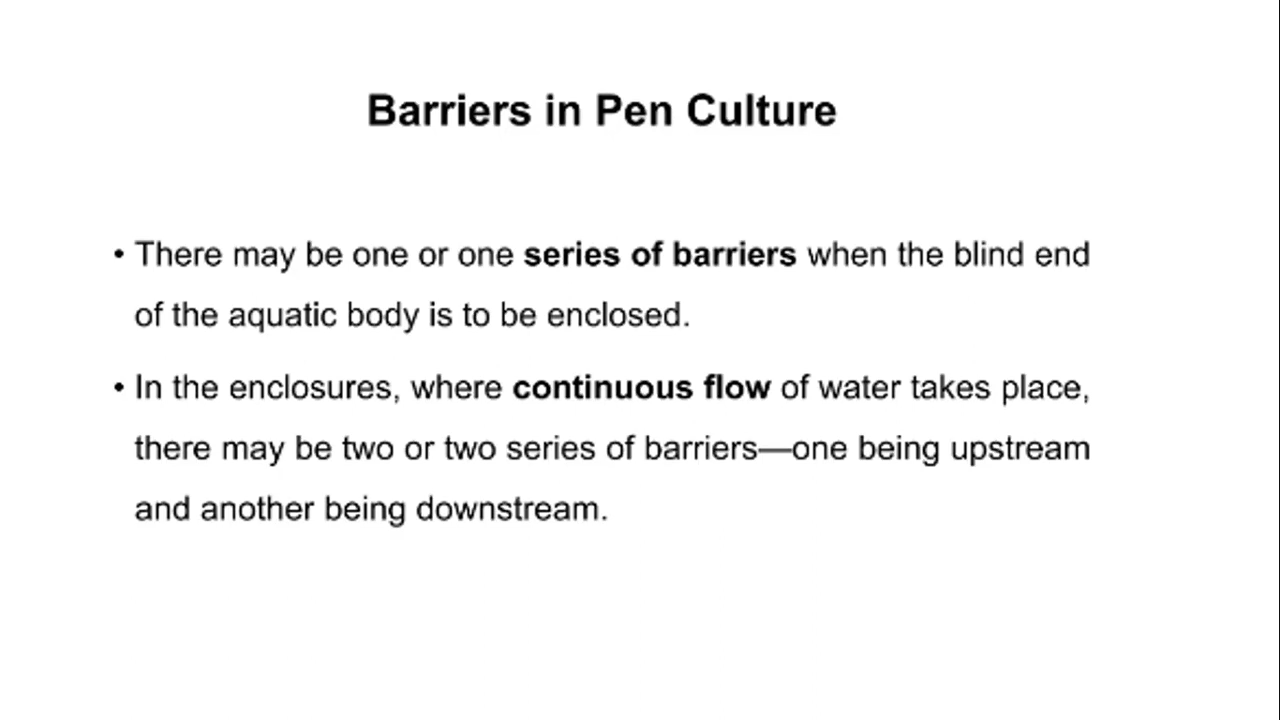 Barriers in Pen Culture
• There may be one or one series of barriers when the blind end
of the aquatic body is to be enclosed.
• In the enclosures, where continuous flow of water takes place,
there may be two or two series of barriers—one being upstream
and another being downstream.